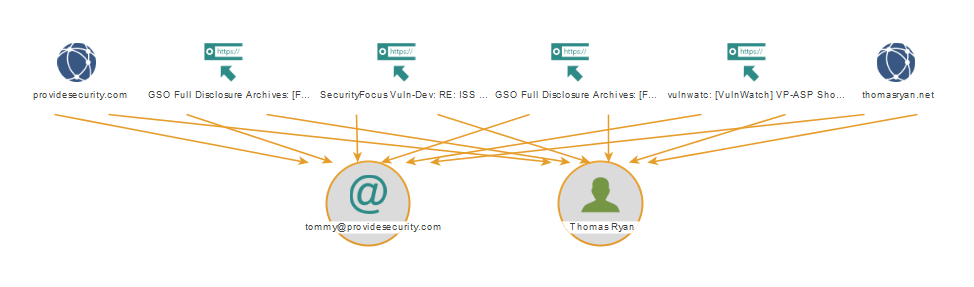 https://
https://
https://
https://
providesecurity.com
GSO Full Disclosure Archives: [F...
SecurityFocus Vuln-Dev: RE: ISS ...
GSO Full Disclosure Archives: [F...
vulnwatc: [VulnWatch] VP-ASP Sho...
thomasryan.net
@
tommy@providesecurity.com
Thomas Ryan